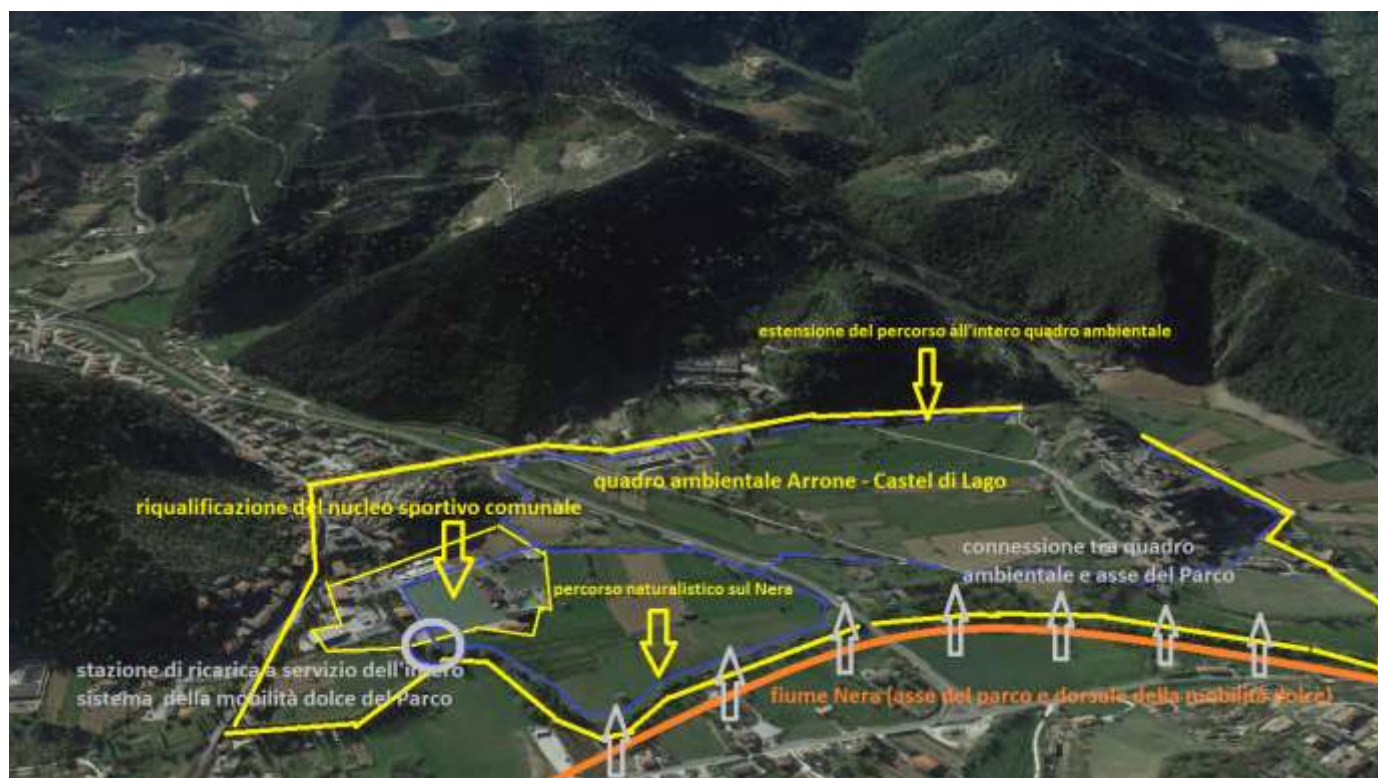 estensione del percorso all'intero quadro ambientale
quadro ambientale Arrone - Castel di Lago
riqualificazione del nucleo sportivo comunale
connessione tra quadro
ambientale e asse del Parco
percorso naturalistico sul Nera
stazione di ricarica a servizio dell'intero
sistema della mobilità dolce del Parco
fiume Nera (asse del parco e dorsale della mobilità dolce)